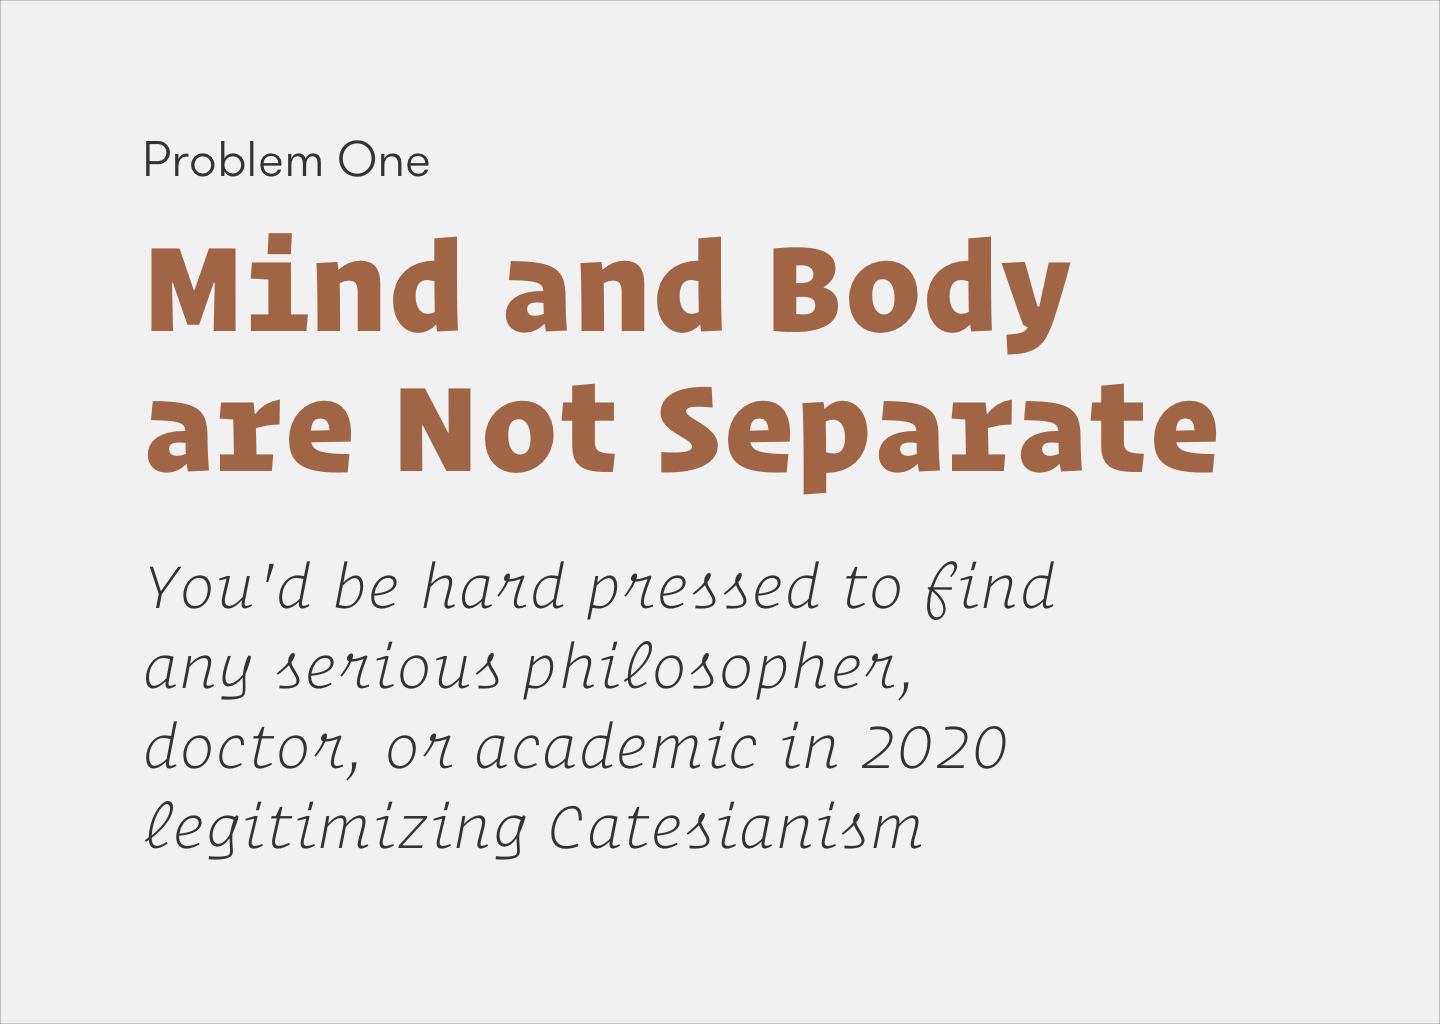 Problem One
Mind and Body
are Not Separate
You'd be hard pressed to find
any serious philosopher,
doctor, or academic in 2020
legitimizing Catesianism